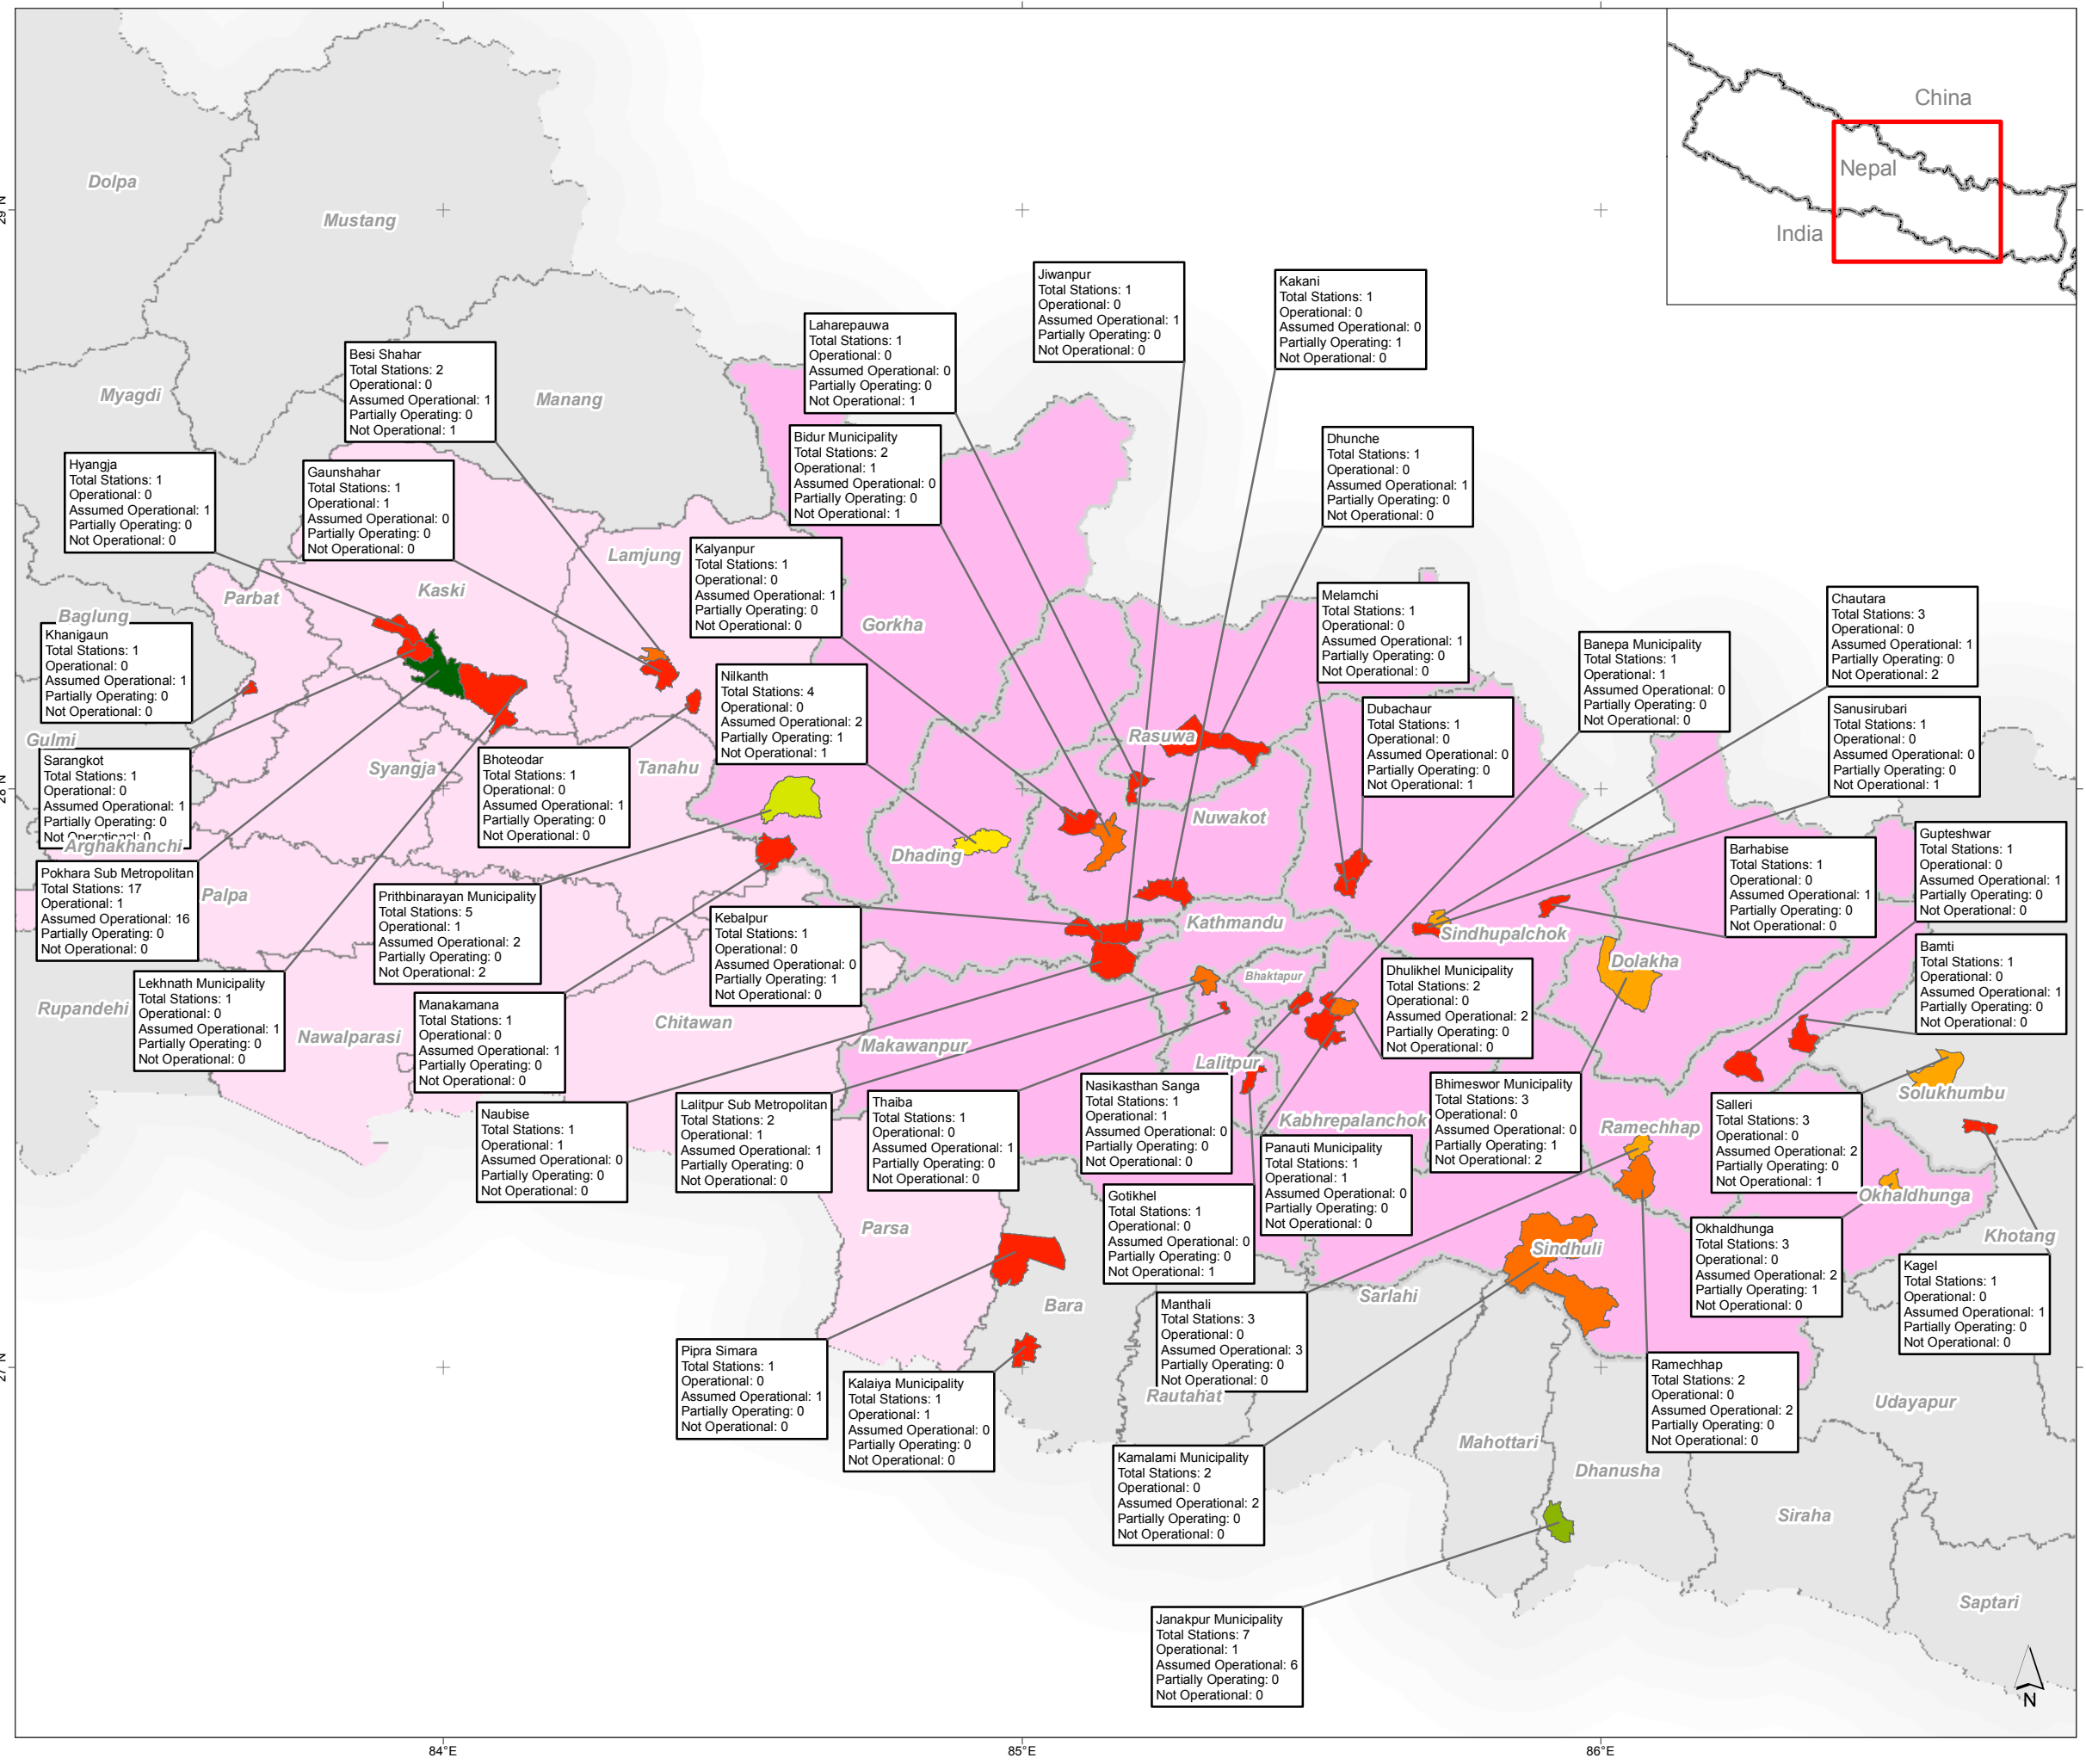 China
Nepal
India
29°N
28°N
27°N
84°E
85°E
86°E
N
Dolpa
Mustang
Myagdi
Manang
Baglung
Parbat
Kaski
Lamjung
Gorkha
Gulmi
Syangja
Tanahu
Rasuwa
Nuwakot
Dhading
Arghakhanchi
Palpa
Rupandehi
Nawalparasi
Chitawan
Makawanpur
Kathmandu
Bhaktapur
Lalitpur
Kabhrepalanchok
Sindhupalchok
Dolakha
Ramechhap
Solukhumbu
Okhaldhunga
Khotang
Sindhuli
Parsa
Bara
Rautahat
Sarlahi
Mahottari
Dhanusha
Siraha
Udayapur
Saptari
Jiwanpur
Total Stations: 1
Operational: 0
Assumed Operational: 1
Partially Operating: 0
Not Operational: 0
Kakani
Total Stations: 1
Operational: 0
Assumed Operational: 0
Partially Operating: 1
Not Operational: 0
Laharepauwa
Total Stations: 1
Operational: 0
Assumed Operational: 0
Partially Operating: 0
Not Operational: 1
Besi Shahar
Total Stations: 2
Operational: 0
Assumed Operational: 1
Partially Operating: 0
Not Operational: 1
Bidur Municipality
Total Stations: 2
Operational: 1
Assumed Operational: 0
Partially Operating: 0
Not Operational: 1
Dhunche
Total Stations: 1
Operational: 0
Assumed Operational: 1
Partially Operating: 0
Not Operational: 0
Hyangja
Total Stations: 1
Operational: 0
Assumed Operational: 1
Partially Operating: 0
Not Operational: 0
Gaunshahar
Total Stations: 1
Operational: 1
Assumed Operational: 0
Partially Operating: 0
Not Operational: 0
Kalyanpur
Total Stations: 1
Operational: 0
Assumed Operational: 1
Partially Operating: 0
Not Operational: 0
Melamchi
Total Stations: 1
Operational: 0
Assumed Operational: 1
Partially Operating: 0
Not Operational: 0
Chautara
Total Stations: 3
Operational: 0
Assumed Operational: 1
Partially Operating: 0
Not Operational: 2
Khanigaun
Total Stations: 1
Operational: 0
Assumed Operational: 1
Partially Operating: 0
Not Operational: 0
Banepa Municipality
Total Stations: 1
Operational: 1
Assumed Operational: 0
Partially Operating: 0
Not Operational: 0
Nilkanth
Total Stations: 4
Operational: 0
Assumed Operational: 2
Partially Operating: 1
Not Operational: 1
Dubachaur
Total Stations: 1
Operational: 0
Assumed Operational: 0
Partially Operating: 0
Not Operational: 1
Sanusirubari
Total Stations: 1
Operational: 0
Assumed Operational: 0
Partially Operating: 0
Not Operational: 1
Sarangkot
Total Stations: 1
Operational: 0
Assumed Operational: 1
Partially Operating: 0
Not Operational: 0
Bhoteodar
Total Stations: 1
Operational: 0
Assumed Operational: 1
Partially Operating: 0
Not Operational: 0
Gupteshwar
Total Stations: 1
Operational: 0
Assumed Operational: 1
Partially Operating: 0
Not Operational: 0
Barhabise
Total Stations: 1
Operational: 0
Assumed Operational: 1
Partially Operating: 0
Not Operational: 0
Pokhara Sub Metropolitan
Total Stations: 17
Operational: 1
Assumed Operational: 16
Partially Operating: 0
Not Operational: 0
Prithbinarayan Municipality
Total Stations: 5
Operational: 1
Assumed Operational: 2
Partially Operating: 0
Not Operational: 2
Kebalpur
Total Stations: 1
Operational: 0
Assumed Operational: 0
Partially Operating: 1
Not Operational: 0
Bamti
Total Stations: 1
Operational: 0
Assumed Operational: 1
Partially Operating: 0
Not Operational: 0
Dhulikhel Municipality
Total Stations: 2
Operational: 0
Assumed Operational: 2
Partially Operating: 0
Not Operational: 0
Lekhnath Municipality
Total Stations: 1
Operational: 0
Assumed Operational: 1
Partially Operating: 0
Not Operational: 0
Manakamana
Total Stations: 1
Operational: 0
Assumed Operational: 1
Partially Operating: 0
Not Operational: 0
Nasikasthan Sanga
Total Stations: 1
Operational: 1
Assumed Operational: 0
Partially Operating: 0
Not Operational: 0
Bhimeswor Municipality
Total Stations: 3
Operational: 0
Assumed Operational: 0
Partially Operating: 1
Not Operational: 2
Salleri
Total Stations: 3
Operational: 0
Assumed Operational: 2
Partially Operating: 0
Not Operational: 1
Naubise
Total Stations: 1
Operational: 1
Assumed Operational: 0
Partially Operating: 0
Not Operational: 0
Lalitpur Sub Metropolitan
Total Stations: 2
Operational: 1
Assumed Operational: 1
Partially Operating: 0
Not Operational: 0
Thaiba
Total Stations: 1
Operational: 0
Assumed Operational: 1
Partially Operating: 0
Not Operational: 0
Panauti Municipality
Total Stations: 1
Operational: 1
Assumed Operational: 0
Partially Operating: 0
Not Operational: 0
Gotikhel
Total Stations: 1
Operational: 0
Assumed Operational: 0
Partially Operating: 0
Not Operational: 1
Okhaldhunga
Total Stations: 3
Operational: 0
Assumed Operational: 2
Partially Operating: 1
Not Operational: 0
Kagel
Total Stations: 1
Operational: 0
Assumed Operational: 1
Partially Operating: 0
Not Operational: 0
Manthali
Total Stations: 3
Operational: 0
Assumed Operational: 3
Partially Operating: 0
Not Operational: 0
Pipra Simara
Total Stations: 1
Operational: 0
Assumed Operational: 1
Partially Operating: 0
Not Operational: 0
Kalaiya Municipality
Total Stations: 1
Operational: 1
Assumed Operational: 0
Partially Operating: 0
Not Operational: 0
Ramechhap
Total Stations: 2
Operational: 0
Assumed Operational: 2
Partially Operating: 0
Not Operational: 0
Kamalami Municipality
Total Stations: 2
Operational: 0
Assumed Operational: 2
Partially Operating: 0
Not Operational: 0
Janakpur Municipality
Total Stations: 7
Operational: 1
Assumed Operational: 6
Partially Operating: 0
Not Operational: 0